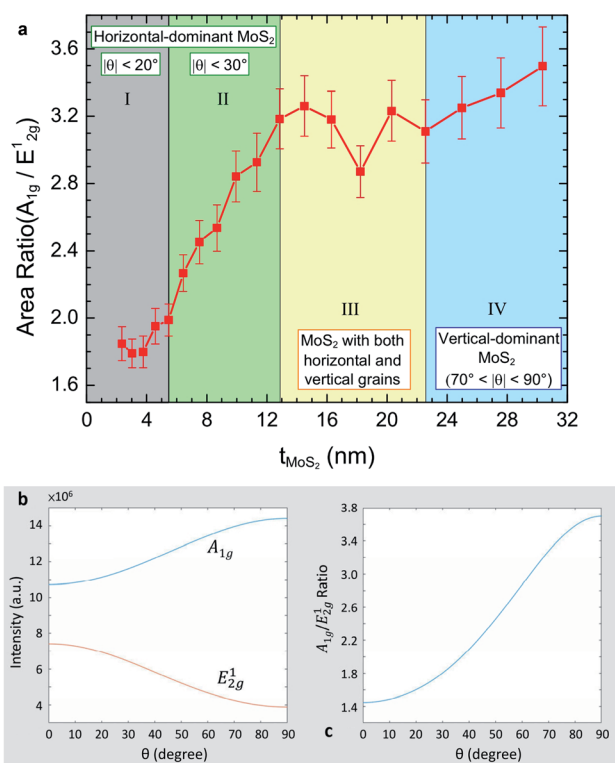 a
Horizontal-dominant MoS₂
|θ| < 20°
|θ| < 30°
I
II
III
IV
MoS₂ with both
horizontal and
vertical grains
Vertical-dominant
MoS₂
(70° < |θ| < 90°)
Area Ratio(A₁g / E¹₂g)
3.6
3.2
2.8
2.4
2.0
1.6
0 4 8 12 16 20 24 28 32
t_MoS₂ (nm)
b
×10⁶
14
12
10
8
6
4
Intensity (a.u.)
A₁g
E¹₂g
0 10 20 30 40 50 60 70 80 90
θ (degree)
3.8
3.4
3.0
2.6
2.2
1.8
1.4
A₁g/E¹₂g Ratio
c
0 10 20 30 40 50 60 70 80 90
θ (degree)